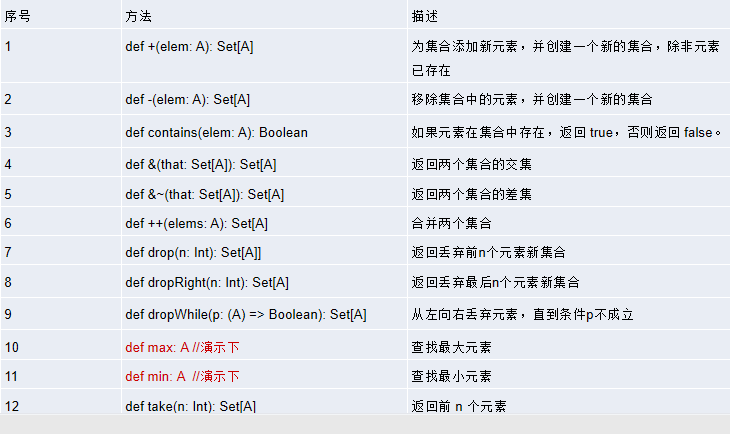 序号 方法 描述
1 def +(elem: A): Set[A] 为集合添加新元素，并创建一个新的集合，除非元素
已存在
2 def -(elem: A): Set[A] 移除集合中的元素，并创建一个新的集合
3 def contains(elem: A): Boolean 如果元素在集合中存在，返回 true，否则返回 false。
4 def &(that: Set[A]): Set[A] 返回两个集合的交集
5 def &~(that: Set[A]): Set[A] 返回两个集合的差集
6 def ++(elems: A): Set[A] 合并两个集合
7 def drop(n: Int): Set[A]] 返回丢弃前n个元素新集合
8 def dropRight(n: Int): Set[A] 返回丢弃最后n个元素新集合
9 def dropWhile(p: (A) => Boolean): Set[A] 从左向右丢弃元素，直到条件p不成立
10 def max: A //演示下 查找最大元素
11 def min: A //演示下 查找最小元素
12 def take(n: Int): Set[A] 返回前 n 个元素